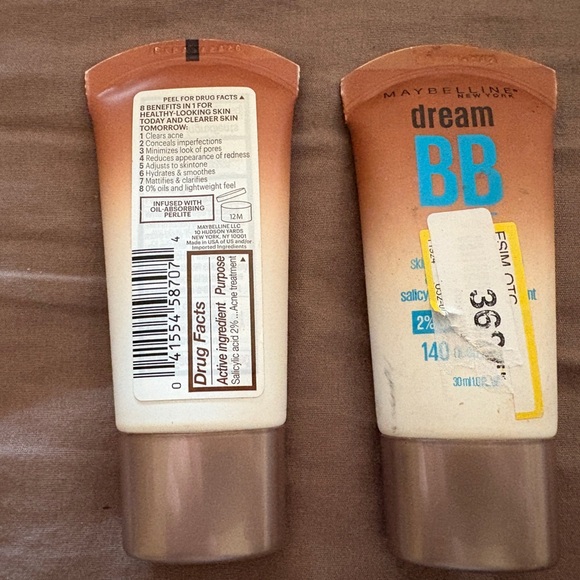 PEEL FOR DRUG FACTS ▲
8 BENEFITS IN 1 FOR
HEALTHY-LOOKING SKIN
TODAY AND CLEARER SKIN
TOMORROW:
1 Clears acne
2 Conceals imperfections
3 Minimizes look of pores
4 Reduces appearance of redness
5 Adjusts to skintone
6 Hydrates & smoothes
7 Mattifies & clarifies
8 0% oils and lightweight feel
INFUSED WITH
OIL-ABSORBING
PERLITE
12M
MAYBELLINE LLC
10 HUDSON YARDS
NEW YORK, NY 10001
Made in USA of US and/or
Imported Ingredients
0 41554 58707 4
Drug Facts
Active ingredient Purpose
Salicylic acid 2% ... Acne treatment
MAYBELLINE
NEW YORK
dream
BB
2%
140
30 ml 1.0